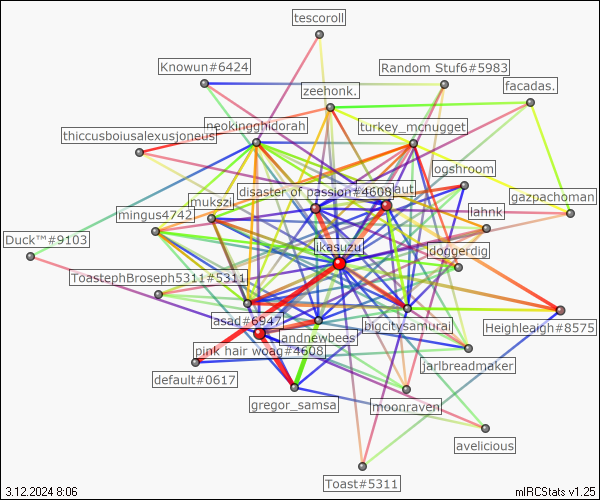 tescoroll
Knowun#6424
Random Stuf6#5983
zeehonk.
facadas.
neokingghidorah
turkey_mcnugget
thiccusboiusalexusjoneus
logshroom
disaster of passion#4608
aut
mukszi
gazpachoman
mingus4742
lahnk
Duck™#9103
ikasuzu
doggerdig
ToastephBroseph5311#5311
asad#6947
bigcitysamurai
Heighleaigh#8575
andnewbees
pink hair woag#4608
jarlbreadmaker
default#0617
gregor_samsa
moonraven
avelicious
Toast#5311
3.12.2024 8:06
mIRCStats v1.25